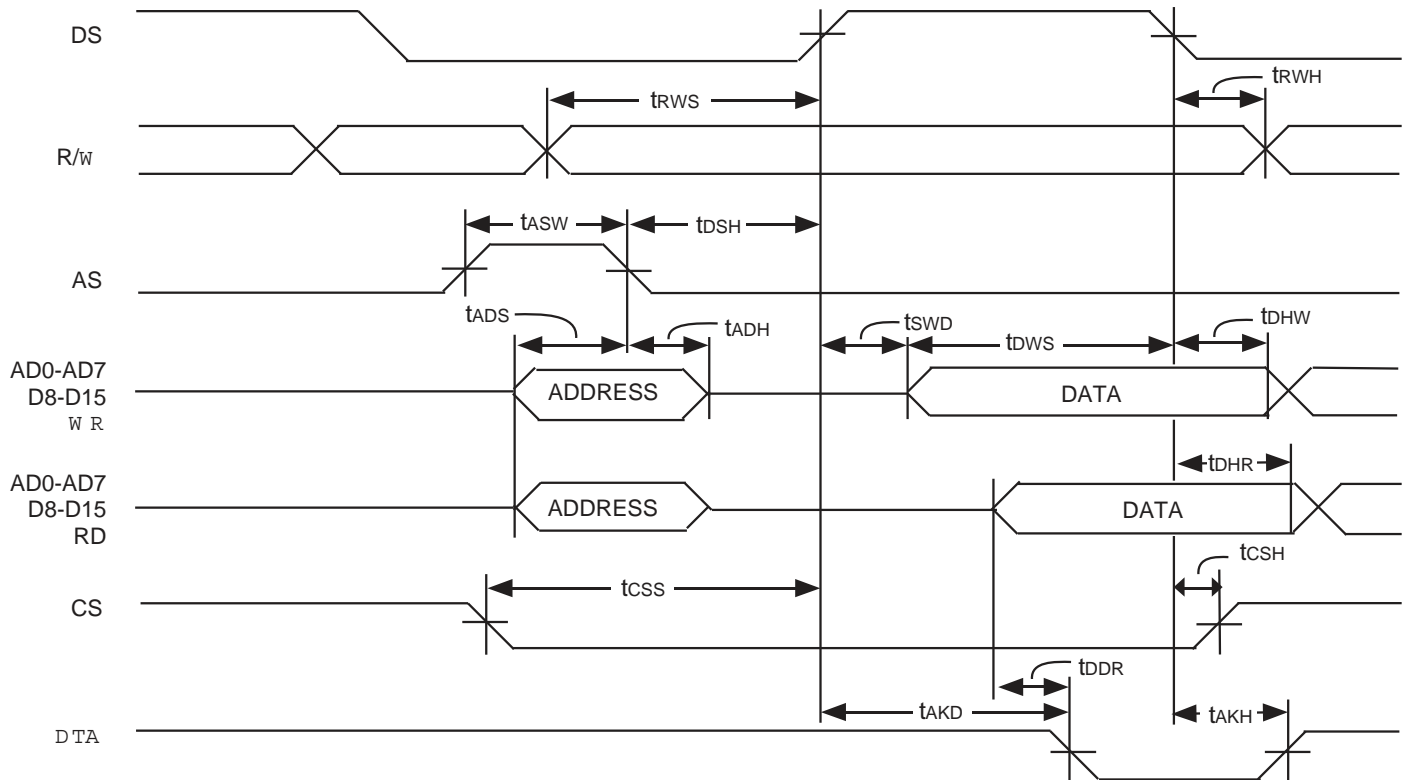 DS
tRWH
tRWS
R/W
tASW
tDSH
AS
tADS
tADH
tSWD
tDWS
tDHW
AD0-AD7
D8-D15
W R
ADDRESS
DATA
tDHR
AD0-AD7
D8-D15
RD
ADDRESS
DATA
tCSH
tCSS
CS
tDDR
tAKD
tAKH
DTA